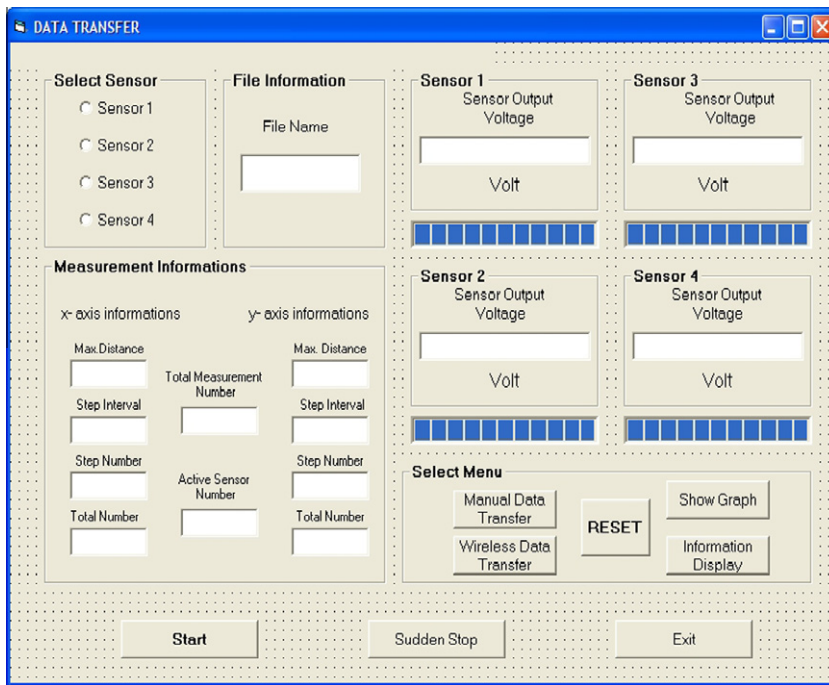 DATA TRANSFER
Select Sensor
Sensor 1
Sensor 2
Sensor 3
Sensor 4
File Information
File Name
Sensor 1
Sensor Output
Voltage
Volt
Sensor 3
Sensor Output
Voltage
Volt
Measurement Informations
x- axis informations
y- axis informations
Max.Distance
Step Interval
Step Number
Total Number
Total Measurement
Number
Active Sensor
Number
Max. Distance
Step Interval
Step Number
Total Number
Sensor 2
Sensor Output
Voltage
Volt
Sensor 4
Sensor Output
Voltage
Volt
Select Menu
Manual Data
Transfer
Wireless Data
Transfer
RESET
Show Graph
Information
Display
Start
Sudden Stop
Exit